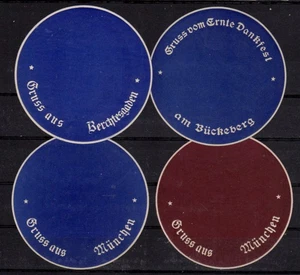 Gruss aus Berchtesgaden
Gruss vom Ernte Dankfest
am Bückeberg
Gruss aus München
Gruss aus München